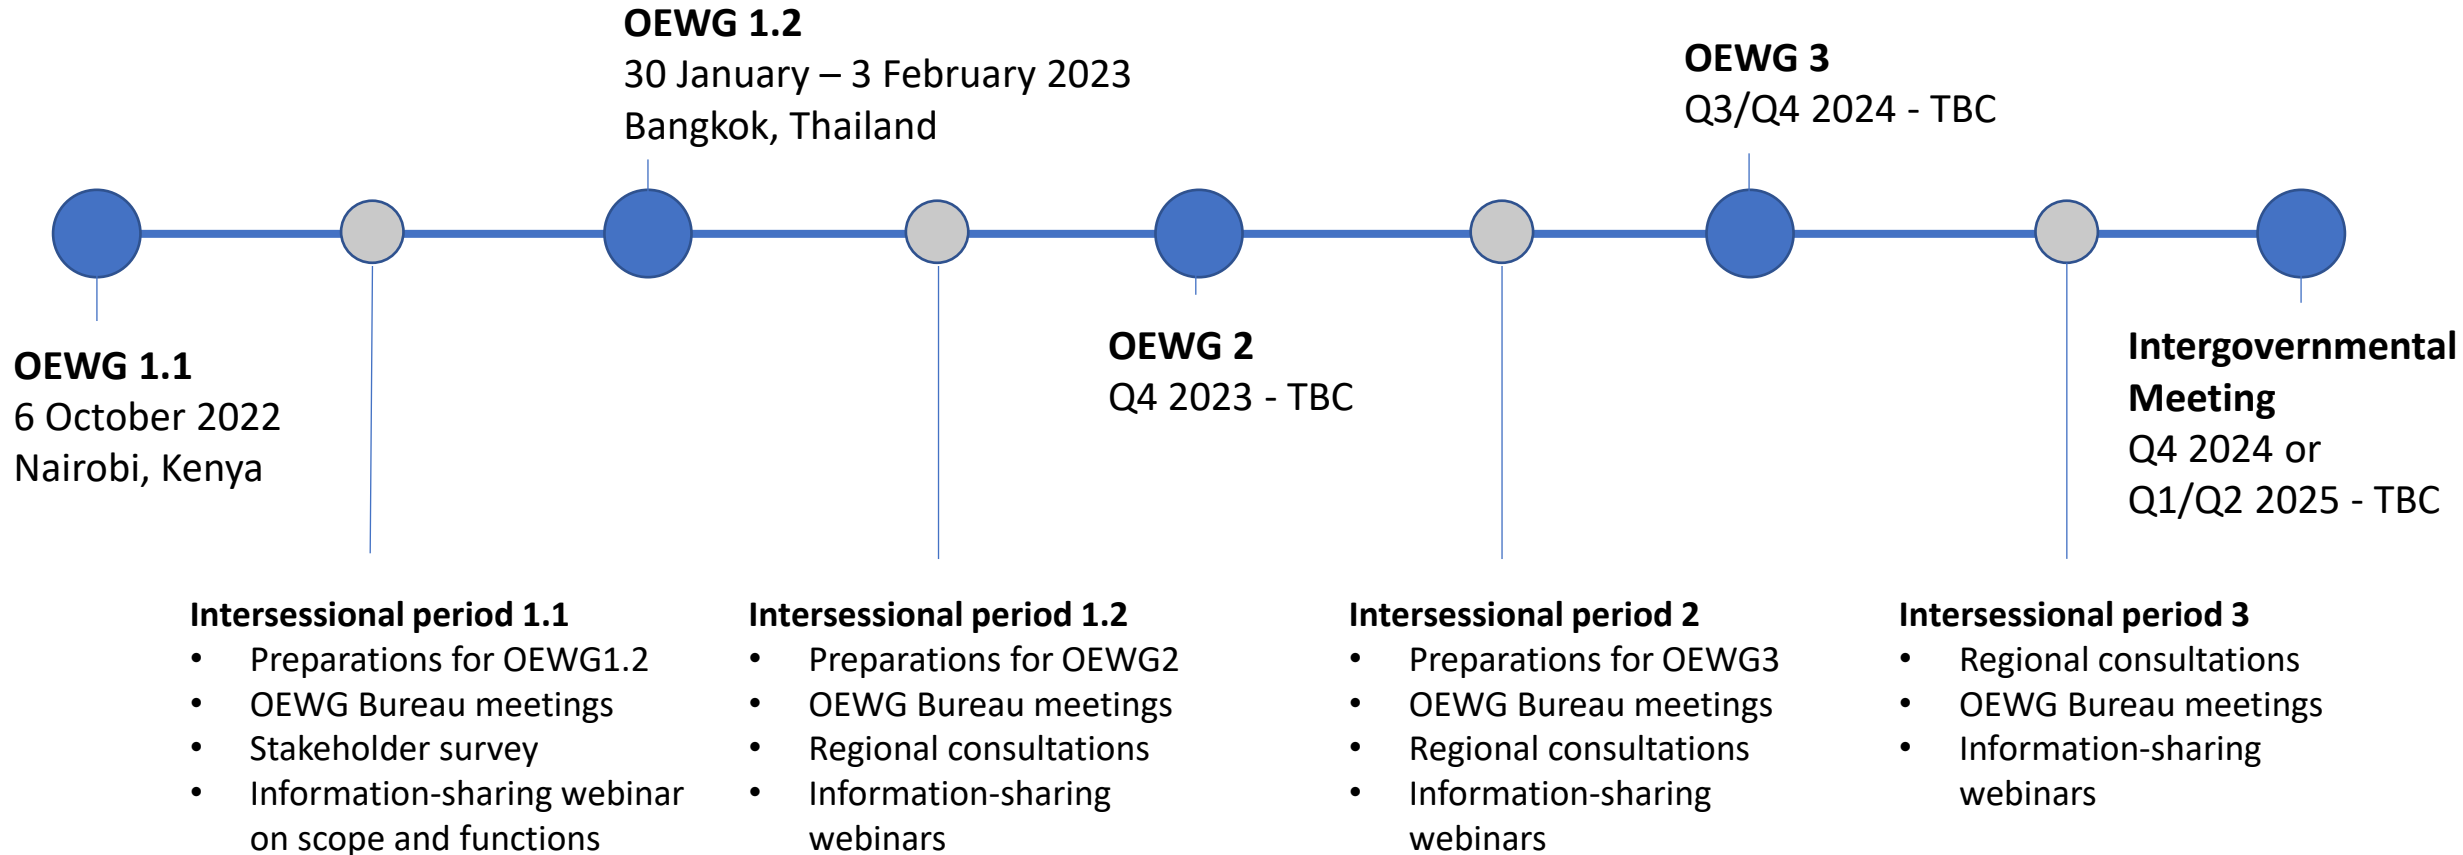 OEWG 1.2
30 January – 3 February 2023
Bangkok, Thailand
OEWG 3
Q3/Q4 2024 - TBC
OEWG 1.1
6 October 2022
Nairobi, Kenya
OEWG 2
Q4 2023 - TBC
Intergovernmental
Meeting
Q4 2024 or
Q1/Q2 2025 - TBC
Intersessional period 1.1
• Preparations for OEWG1.2
• OEWG Bureau meetings
• Stakeholder survey
• Information-sharing webinar
on scope and functions
Intersessional period 1.2
• Preparations for OEWG2
• OEWG Bureau meetings
• Regional consultations
• Information-sharing
webinars
Intersessional period 2
• Preparations for OEWG3
• OEWG Bureau meetings
• Regional consultations
• Information-sharing
webinars
Intersessional period 3
• Regional consultations
• OEWG Bureau meetings
• Information-sharing
webinars